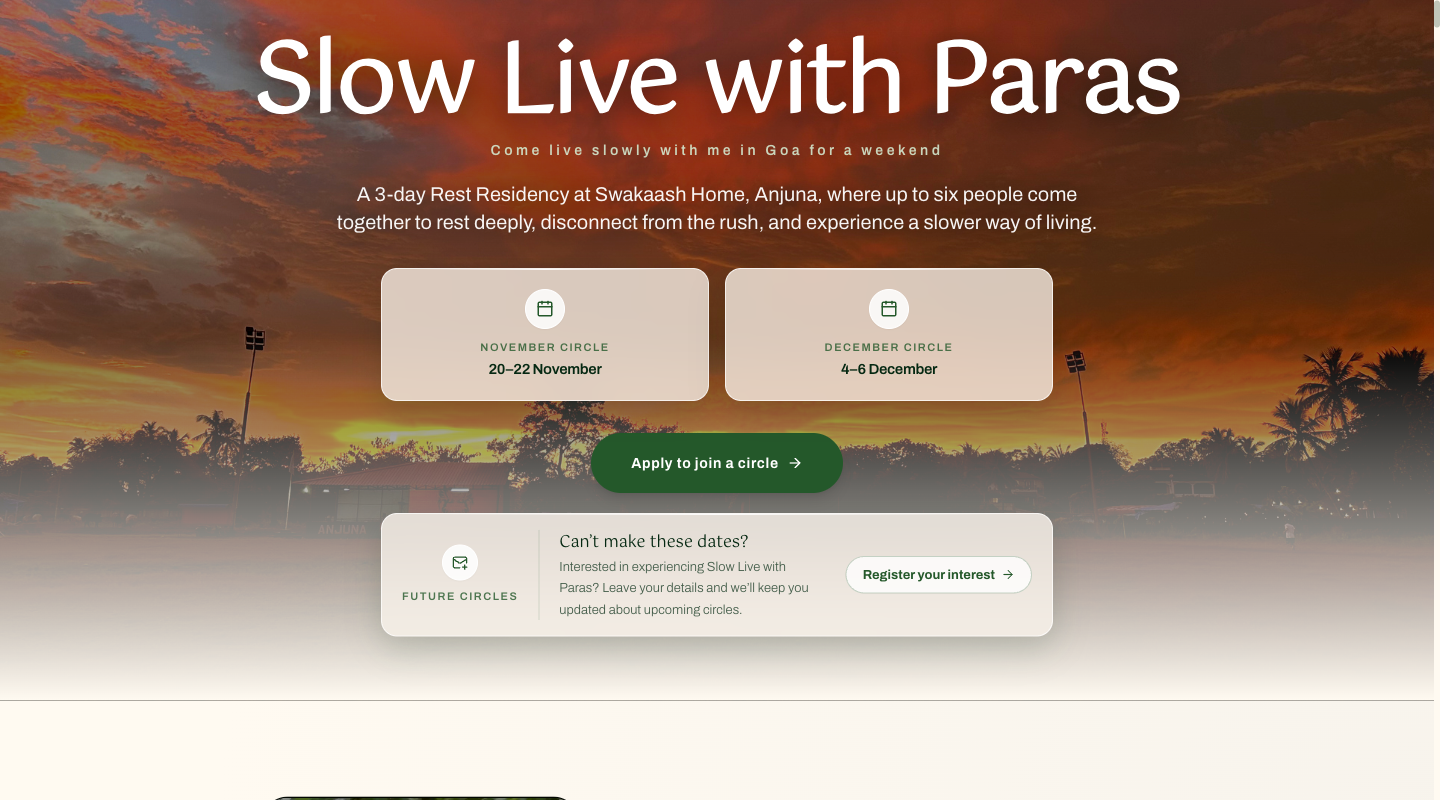 Slow Live with Paras
Come live slowly with me in Goa for a weekend
A 3-day Rest Residency at Swakaash Home, Anjuna, where up to six people come
together to rest deeply, disconnect from the rush, and experience a slower way of living.
NOVEMBER CIRCLE
20–22 November
DECEMBER CIRCLE
4–6 December
Apply to join a circle
ANJUNA
FUTURE CIRCLES
Can’t make these dates?
Interested in experiencing Slow Live with
Paras? Leave your details and we’ll keep you
updated about upcoming circles.
Register your interest